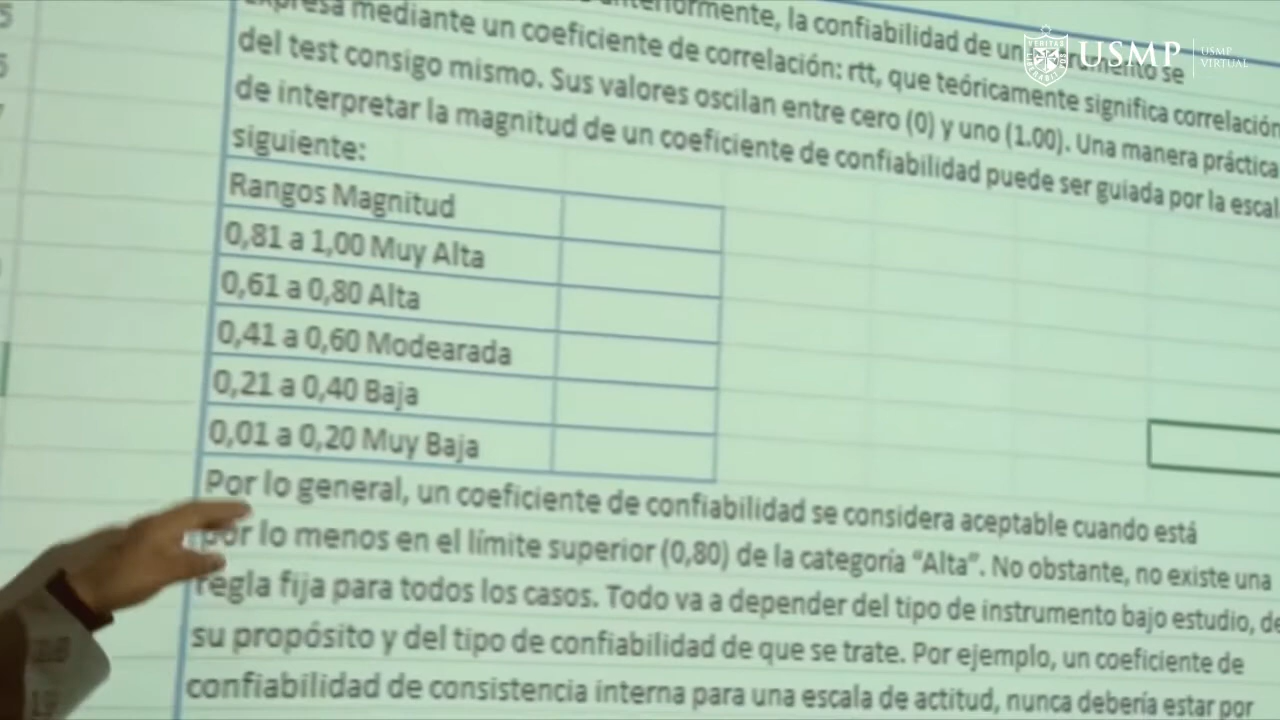 USMP
USMP
VIRTUAL
VERITAS
la confiabilidad de un
mediante un coeficiente de correlación: rtt, que teóricamente significa correlación
del test consigo mismo. Sus valores oscilan entre cero (0) y uno (1.00). Una manera práctica
de interpretar la magnitud de un coeficiente de confiabilidad puede ser guiada por la escal
siguiente:
Rangos Magnitud
0,81 a 1,00 Muy Alta
0,61 a 0,80 Alta
0,41 a 0,60 Modearada
0,21 a 0,40 Baja
0,01 a 0,20 Muy Baja
Por lo general, un coeficiente de confiabilidad se considera aceptable cuando está
por lo menos en el límite superior (0,80) de la categoría “Alta”. No obstante, no existe una
regla fija para todos los casos. Todo va a depender del tipo de instrumento bajo estudio, de
su propósito y del tipo de confiabilidad de que se trate. Por ejemplo, un coeficiente de
confiabilidad de consistencia interna para una escala de actitud, nunca debería estar por